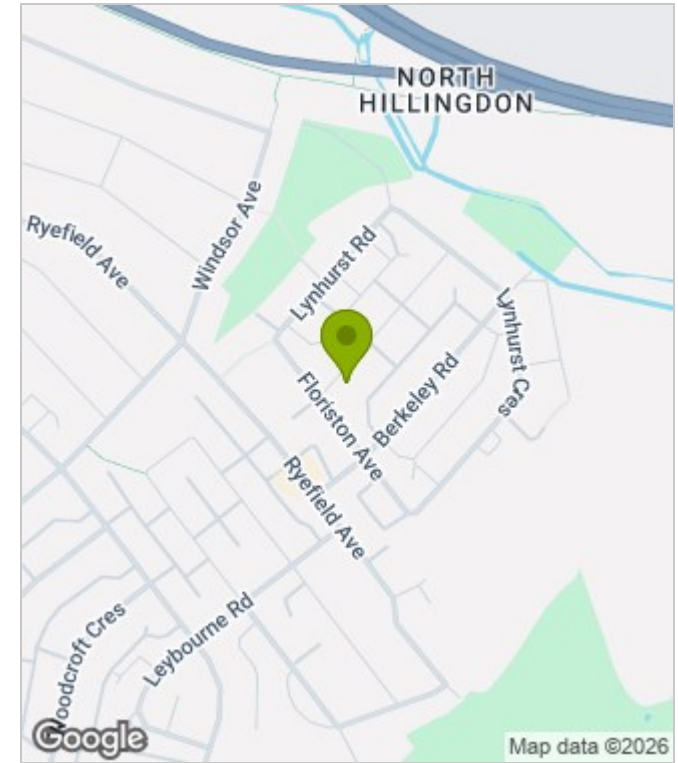 NORTH
HILLINGDON
Ryefield Ave
Windsor Ave
Lynhurst Rd
Lynhurst Cres
Floriston Ave
Berkeley Rd
Ryefield Ave
Leybourne Rd
Woodcroft Cres
Google
Map data ©2026